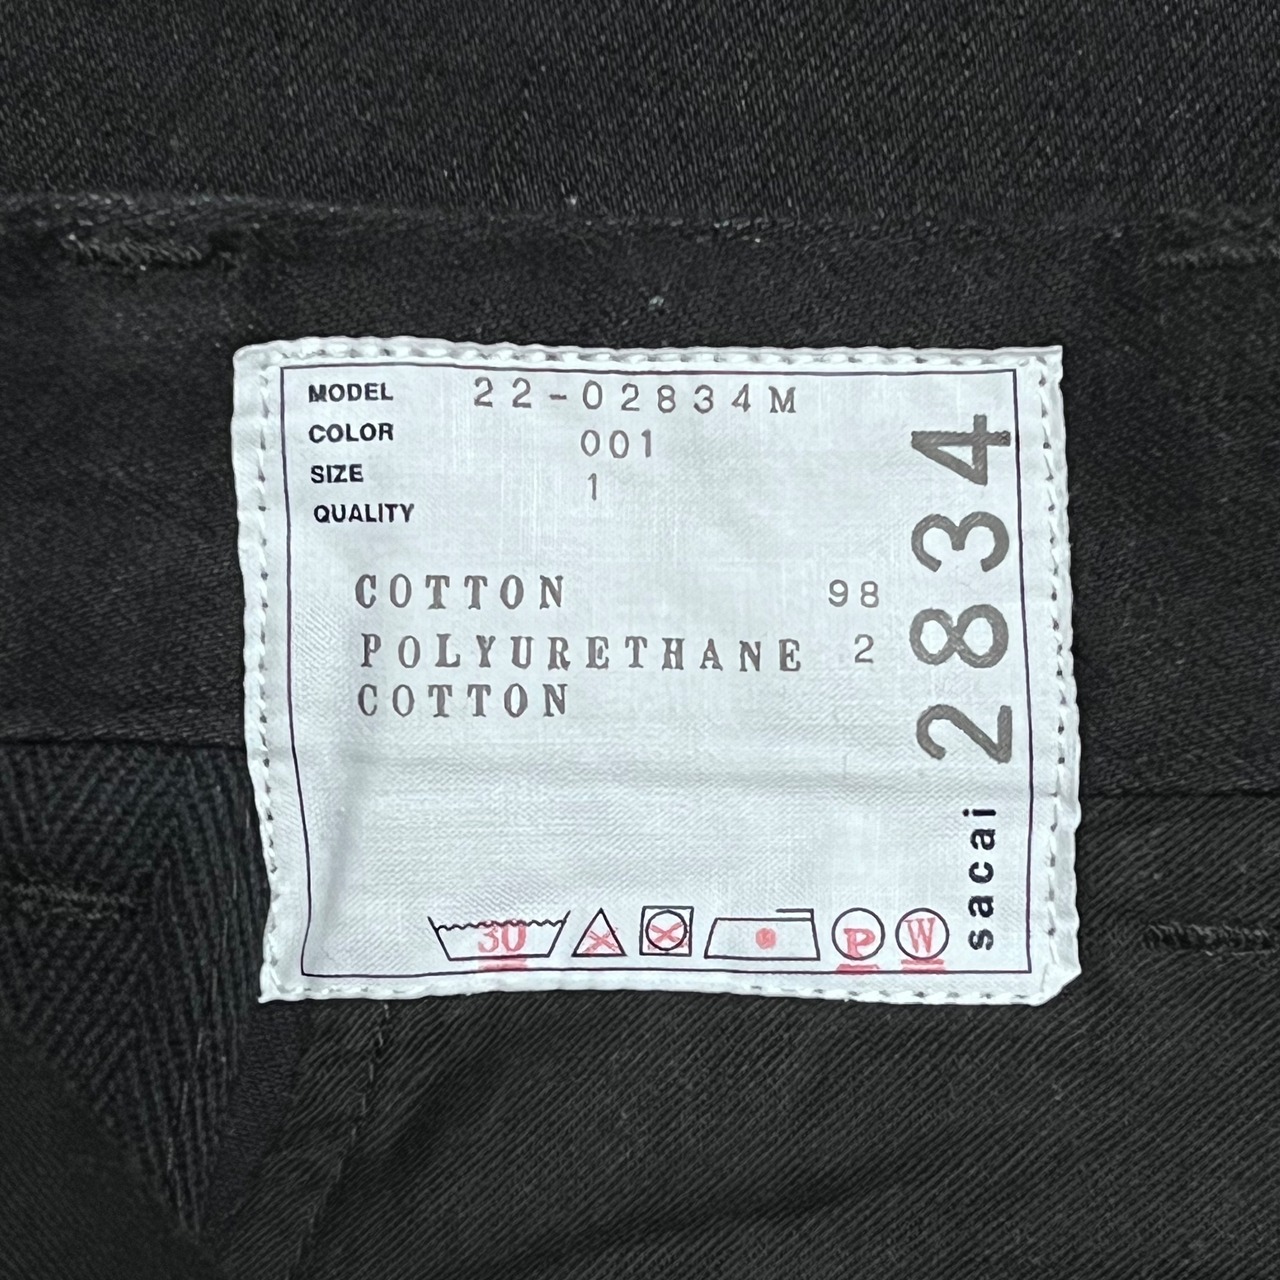 MODEL 22-02834M
COLOR 001
SIZE 1
QUALITY
COTTON 98
POLYURETHANE 2
COTTON
30
P
W
sacai 2834